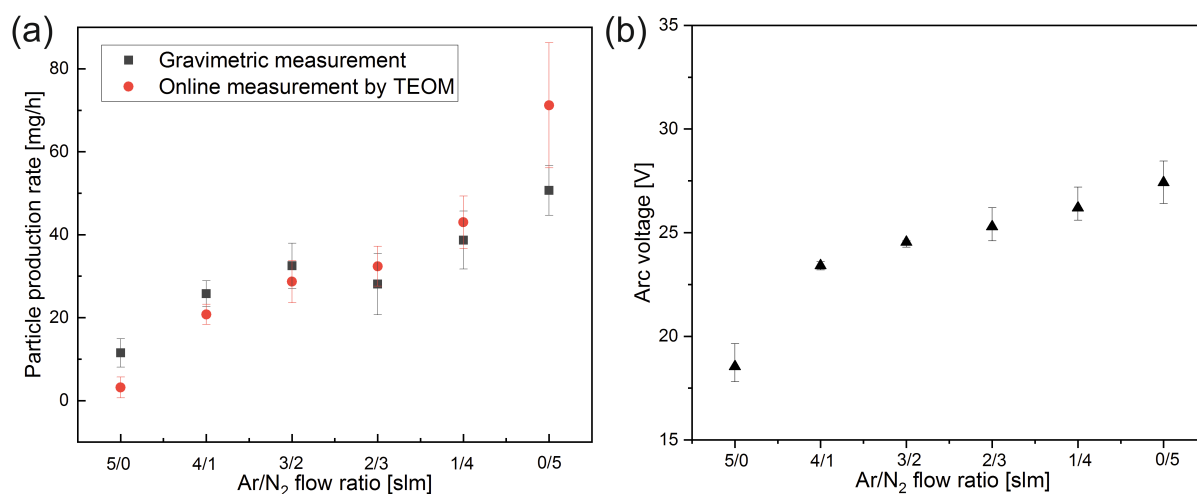 (a)
Gravimetric measurement
Online measurement by TEOM
Particle production rate [mg/h]
80
60
40
20
0
5/0 4/1 3/2 2/3 1/4 0/5
Ar/N₂ flow ratio [slm]
(b)
Arc voltage [V]
35
30
25
20
15
5/0 4/1 3/2 2/3 1/4 0/5
Ar/N₂ flow ratio [slm]